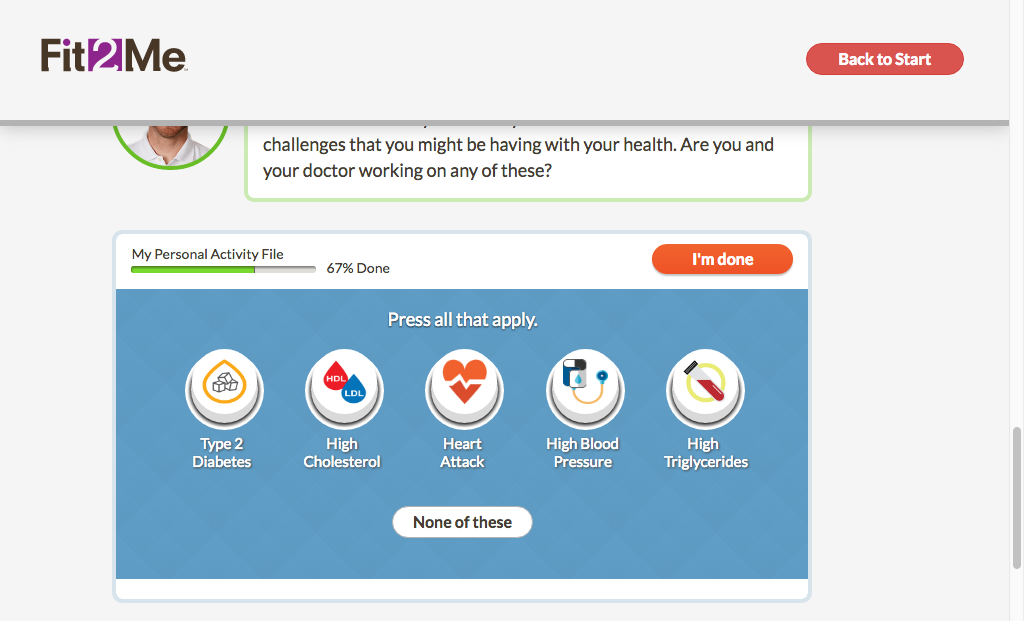 Fit2Me
Back to Start
challenges that you might be having with your health. Are you and
your doctor working on any of these?
My Personal Activity File
67% Done
I'm done
Press all that apply.
HDL
LDL
Type 2
Diabetes
High
Cholesterol
Heart
Attack
High Blood
Pressure
High
Triglycerides
None of these